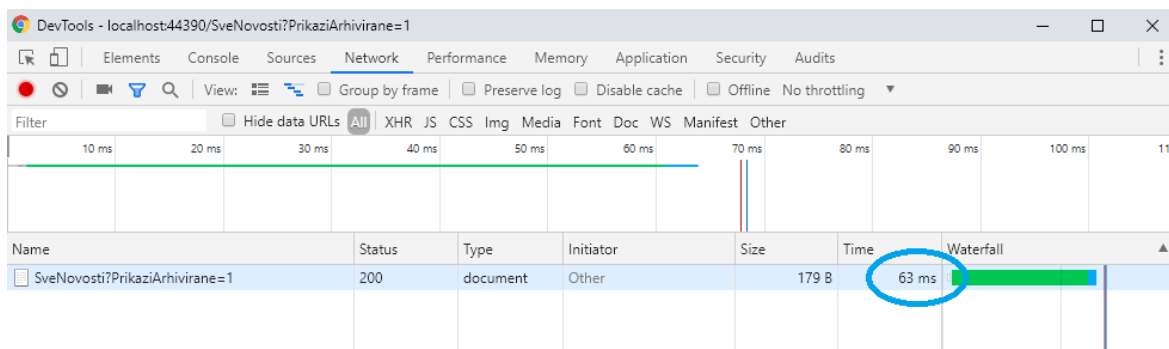 DevTools - localhost:44390/SveNovosti?PrikaziArhivirane=1
Elements Console Sources Network Performance Memory Application Security Audits
View: Group by frame Preserve log Disable cache Offline No throttling
Filter Hide data URLs All XHR JS CSS Img Media Font Doc WS Manifest Other
10 ms 20 ms 30 ms 40 ms 50 ms 60 ms 70 ms 80 ms 90 ms 100 ms 11
Name Status Type Initiator Size Time Waterfall
SveNovosti?PrikaziArhivirane=1 200 document Other 179 B 63 ms